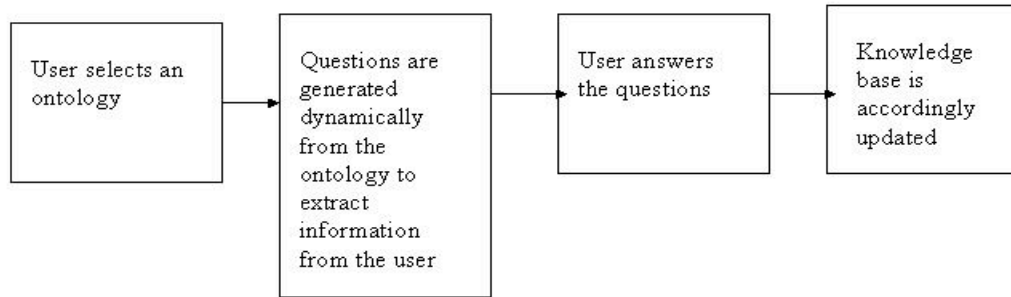 User selects an
ontology
Questions are
generated
dynamically
from the
ontology to
extract
information
from the user
User answers
the questions
Knowledge
base is
accordingly
updated